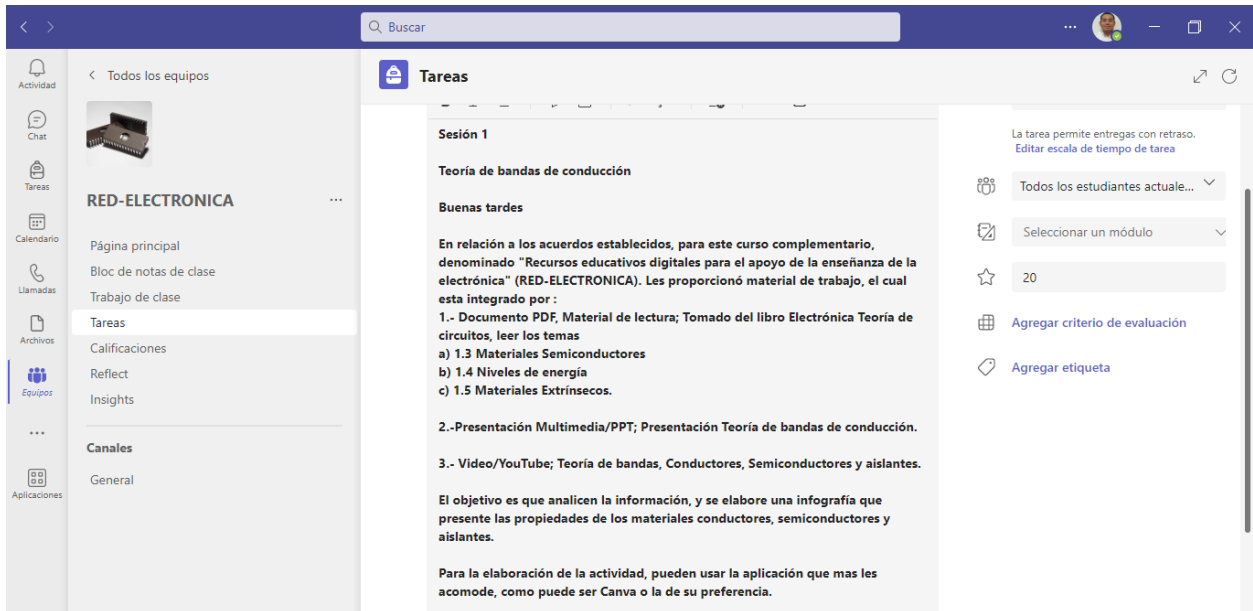 Buscar
Actividad
Chat
Tareas
Calendario
Llamadas
Archivos
Equipos
Aplicaciones
Todos los equipos
RED-ELECTRONICA
Página principal
Bloc de notas de clase
Trabajo de clase
Tareas
Calificaciones
Reflect
Insights
Canales
General
Tareas
Sesión 1
Teoría de bandas de conducción
Buenas tardes
En relación a los acuerdos establecidos, para este curso complementario,
denominado "Recursos educativos digitales para el apoyo de la enseñanza de la
electrónica" (RED-ELECTRONICA). Les proporcionó material de trabajo, el cual
esta integrado por :
1.- Documento PDF, Material de lectura; Tomado del libro Electrónica Teoría de
circuitos, leer los temas
a) 1.3 Materiales Semiconductores
b) 1.4 Niveles de energía
c) 1.5 Materiales Extrínsecos.
2.-Presentación Multimedia/PPT; Presentación Teoría de bandas de conducción.
3.- Video/YouTube; Teoría de bandas, Conductores, Semiconductores y aislantes.
El objetivo es que analicen la información, y se elabore una infografía que
presente las propiedades de los materiales conductores, semiconductores y
aislantes.
Para la elaboración de la actividad, pueden usar la aplicación que mas les
acomode, como puede ser Canva o la de su preferencia.
La tarea permite entregas con retraso.
Editar escala de tiempo de tarea
Todos los estudiantes actuale...
Seleccionar un módulo
20
Agregar criterio de evaluación
Agregar etiqueta